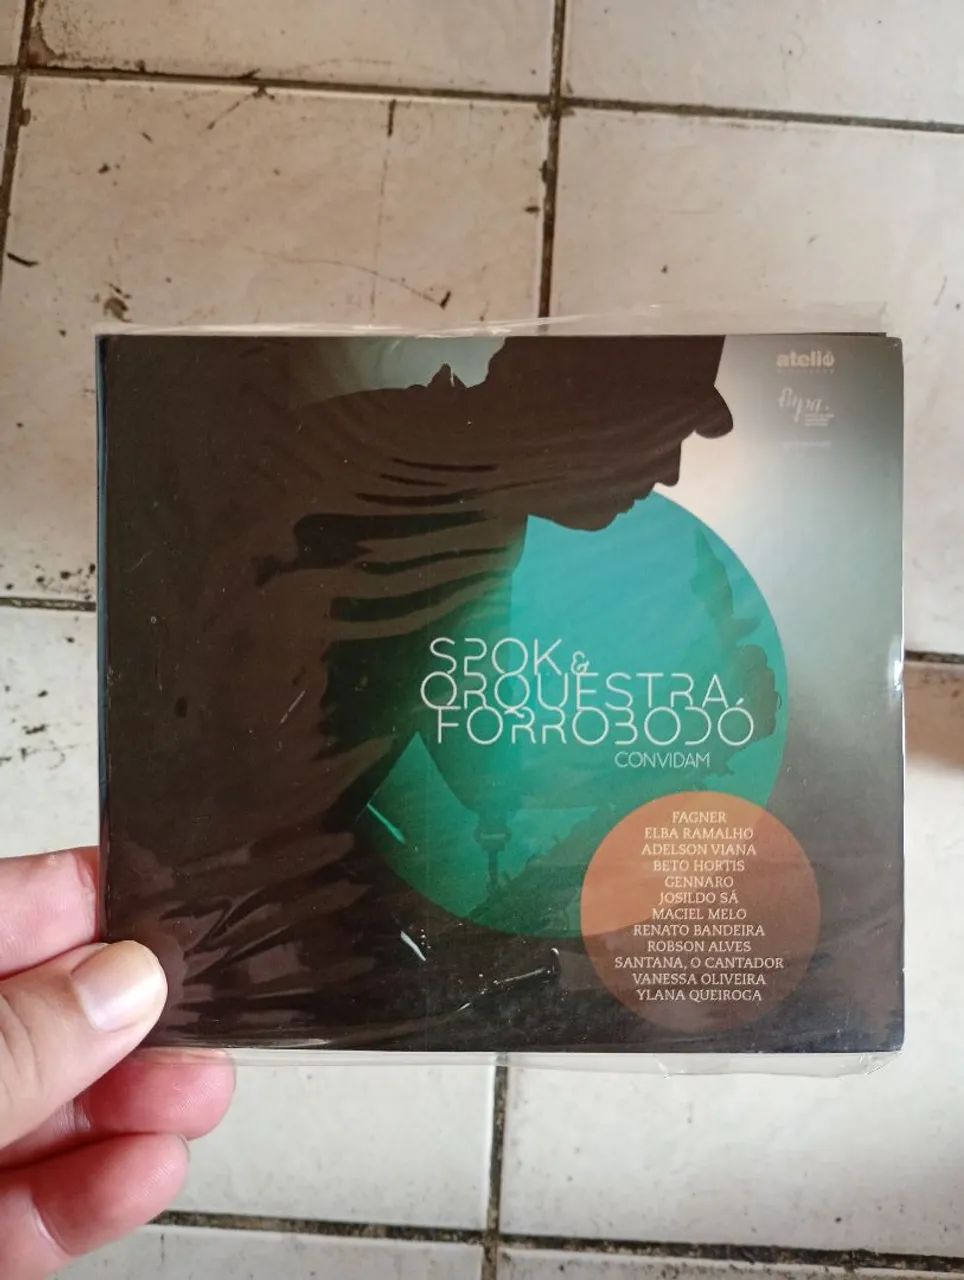 ateliê
SPOK &
ORQUESTRA
FORROBODÓ
CONVIDAM
FAGNER
ELBA RAMALHO
ADELSON VIANA
BETO HORTIS
GENNARO
JOSILDO SÁ
MACIEL MELO
RENATO BANDEIRA
ROBSON ALVES
SANTANA, O CANTADOR
VANESSA OLIVEIRA
YLANA QUEIROGA